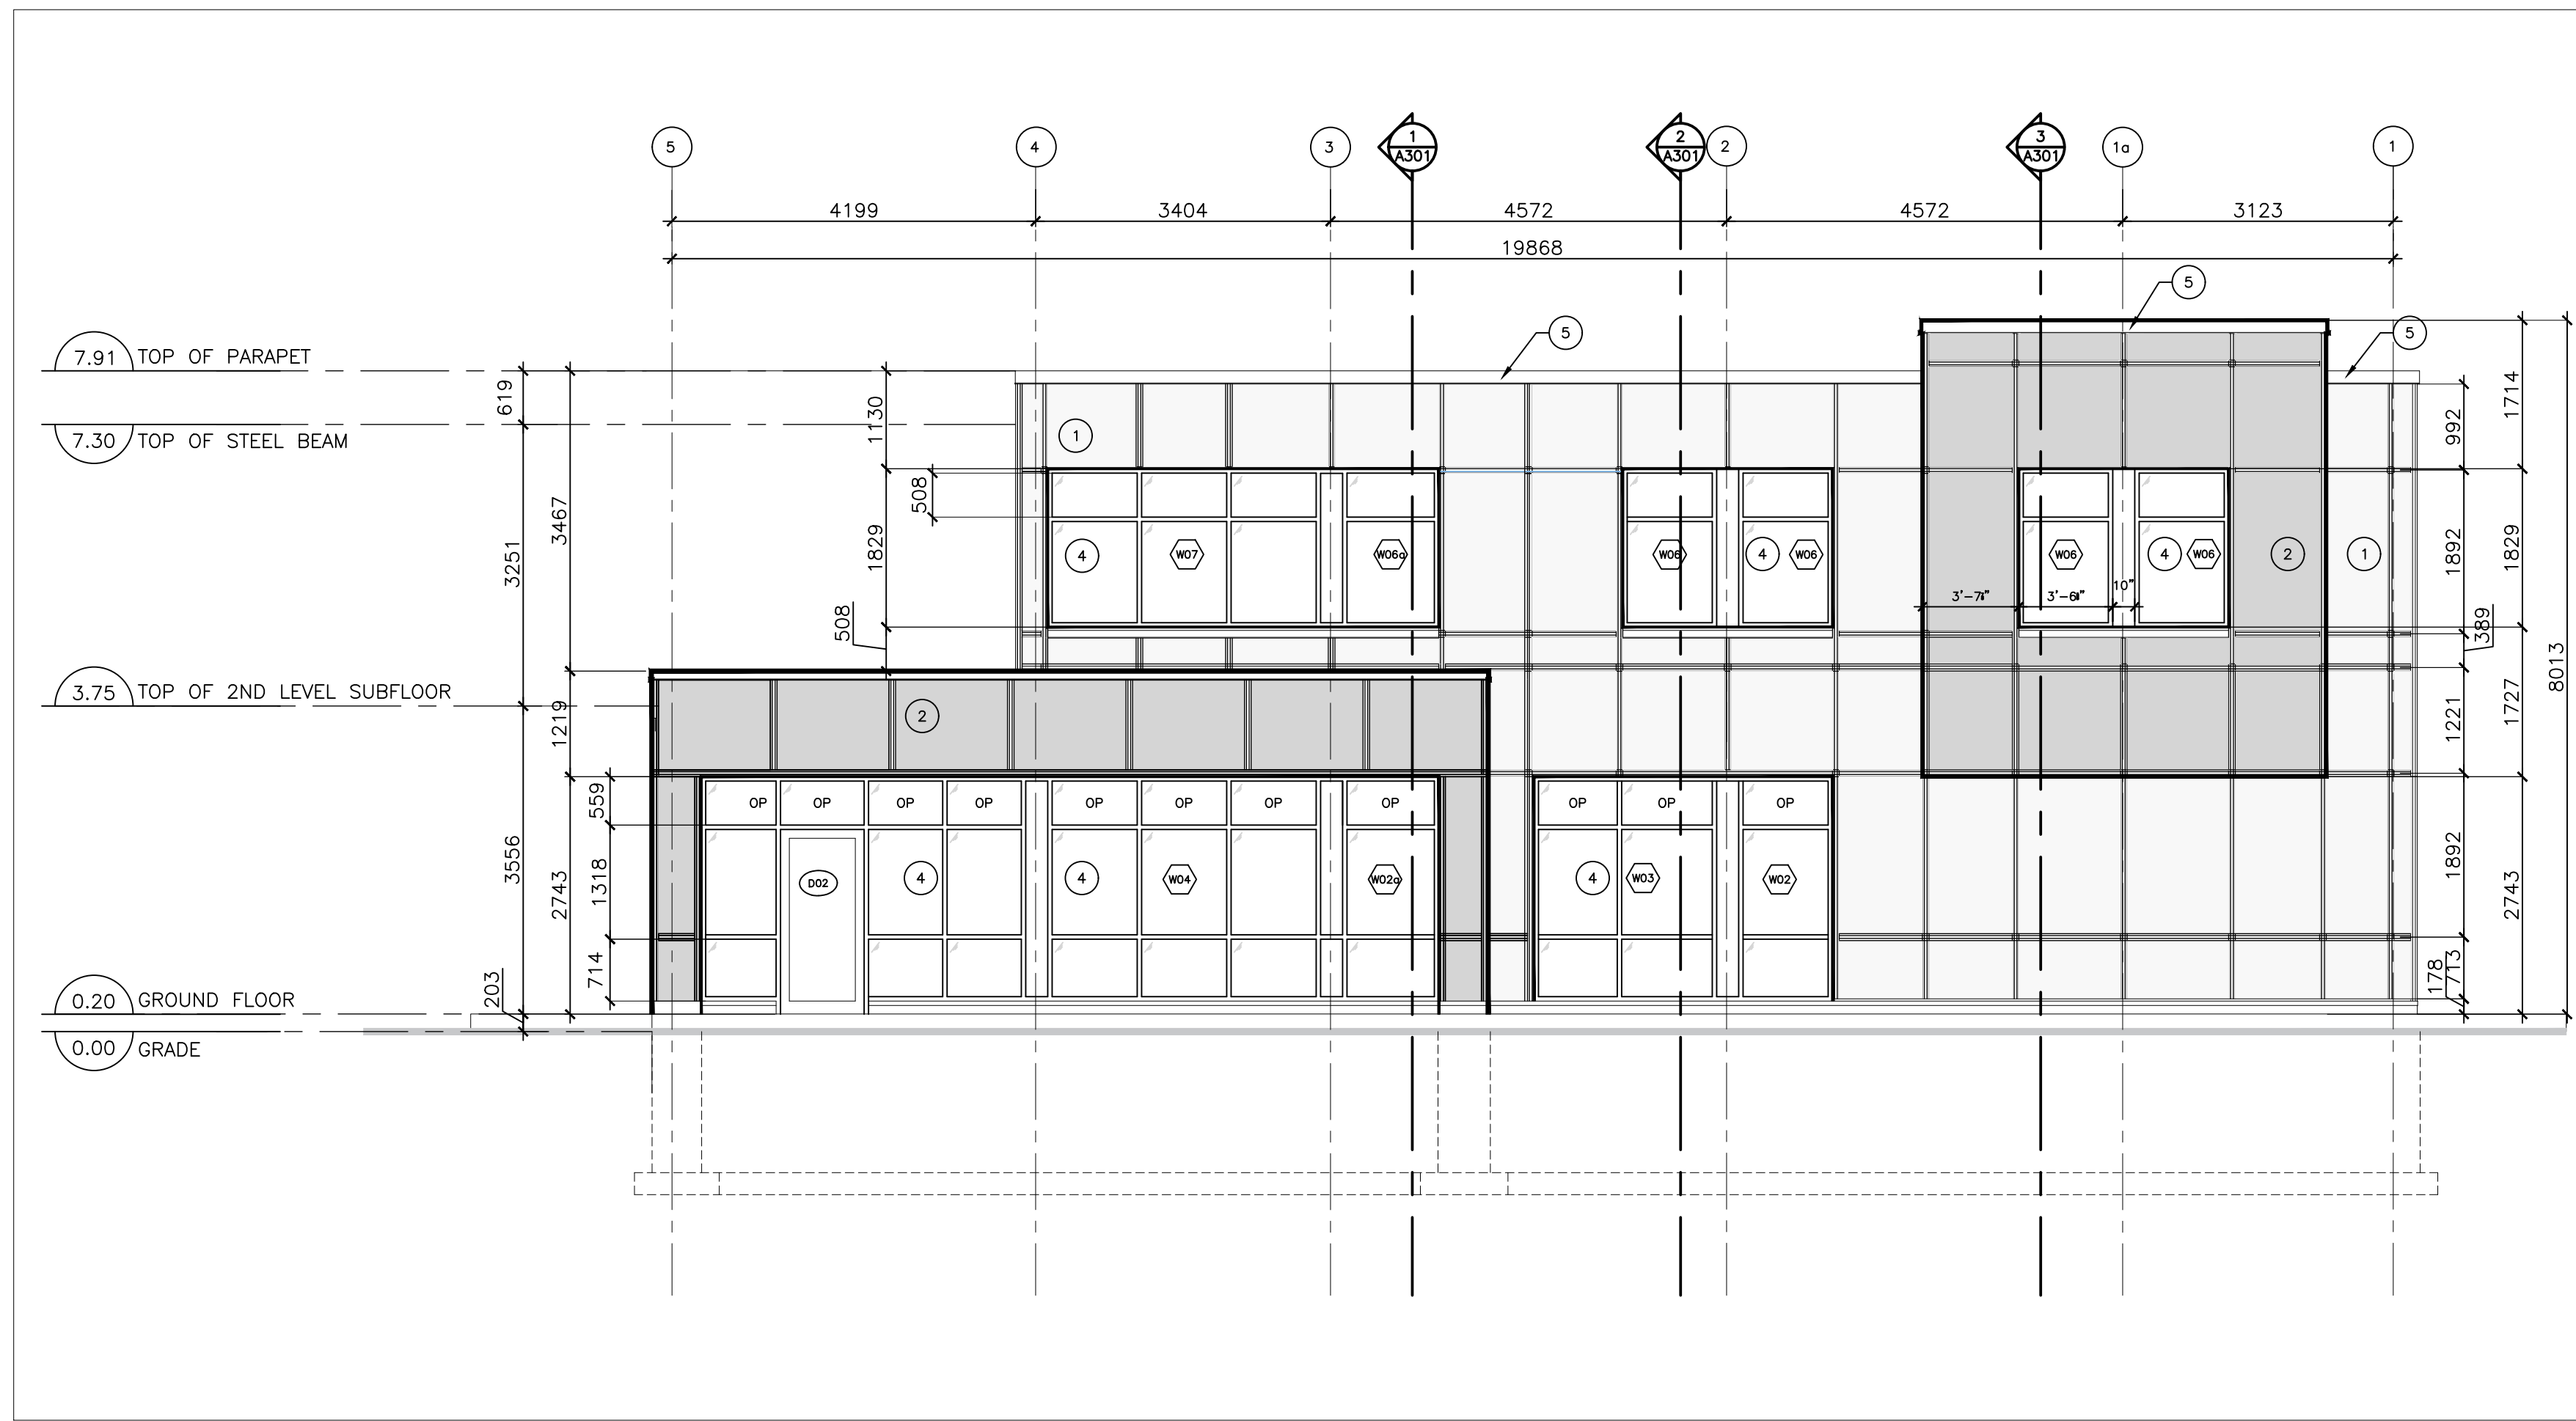 5
4
3
1
A301
2
A301
2
3
A301
1a
1
4199
3404
4572
4572
3123
19868
5
5
5
7.91 TOP OF PARAPET
7.30 TOP OF STEEL BEAM
3.75 TOP OF 2ND LEVEL SUBFLOOR
0.20 GROUND FLOOR
0.00 GRADE
619
3251
3556
203
3467
1219
2743
559
1318
714
1130
1829
508
508
1
4
W07
W06a
W06
4
W06
W06
4
W06
2
1
3'-7
3'-6
10"
2
OP
OP
OP
OP
OP
OP
OP
OP
OP
OP
OP
D02
4
4
W04
W02a
4
W03
W02
992
1892
389
1221
1892
713
178
1714
1829
1727
2743
8013